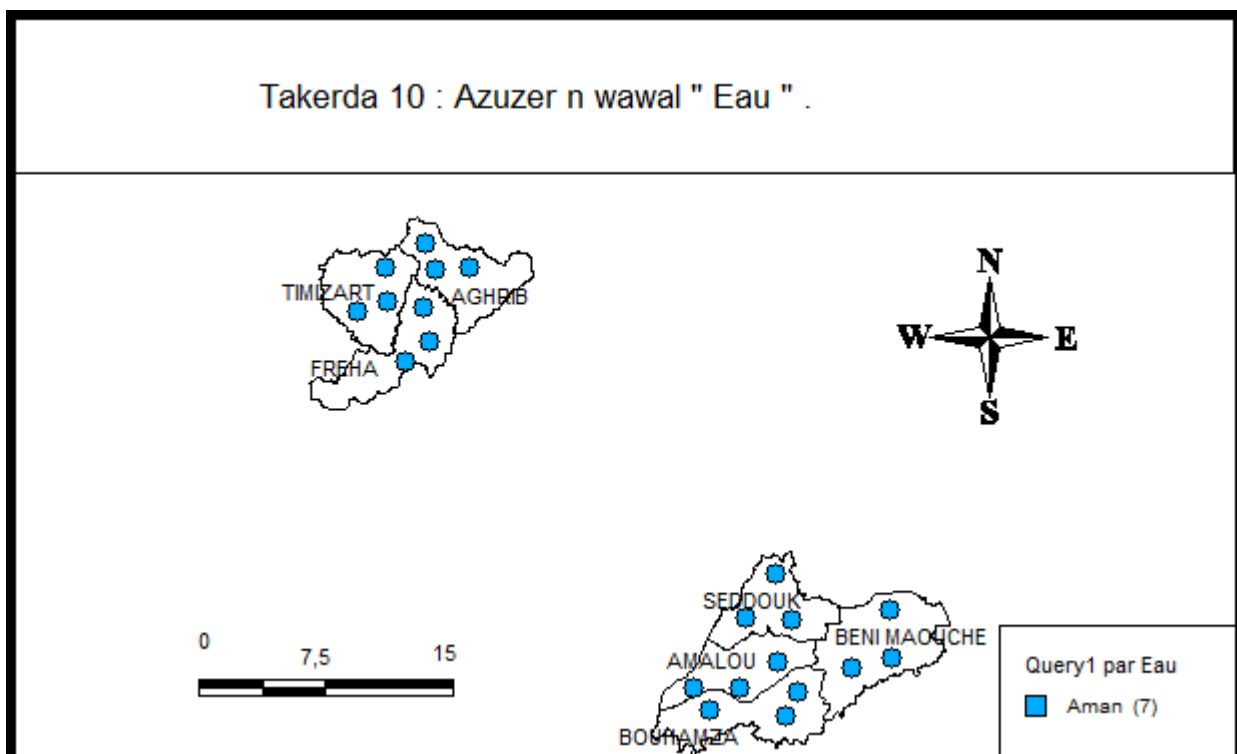 Takerda 10 : Azuzer n wawal " Eau " .
N
TIMIZART
AGHRIB
W
E
FREHA
S
SEDDOUK
BENI MAOUCHE
0
7,5
15
AMALOU
Query1 par Eau
Aman (7)
BOUHAMZA